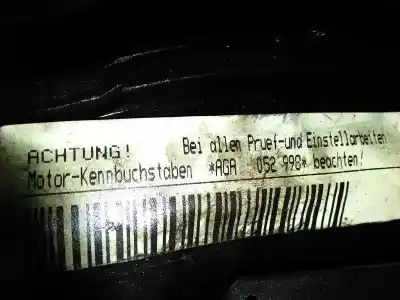 ACHTUNG! Bei allen Pruef-und Einstellarbeiten
Motor-Kennbuchstaben *AGA 052 998* beachten!